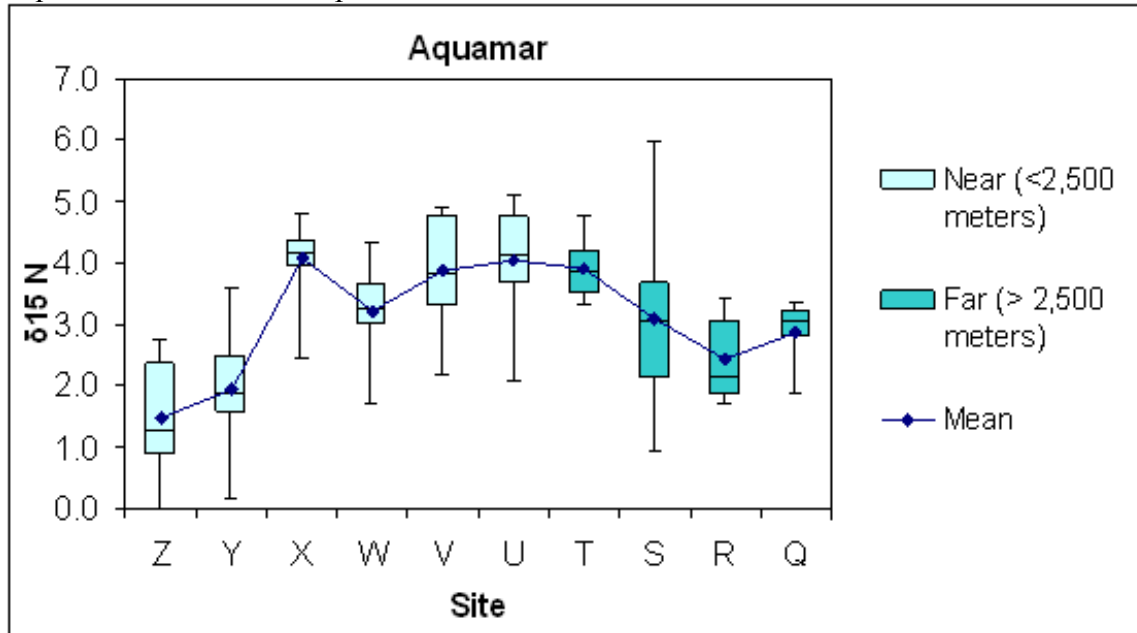 Aquamar
7.0
6.0
5.0
4.0
3.0
2.0
1.0
0.0
δ15 N
Z Y X W V U T S R Q
Site
Near (<2,500
meters)
Far (> 2,500
meters)
Mean